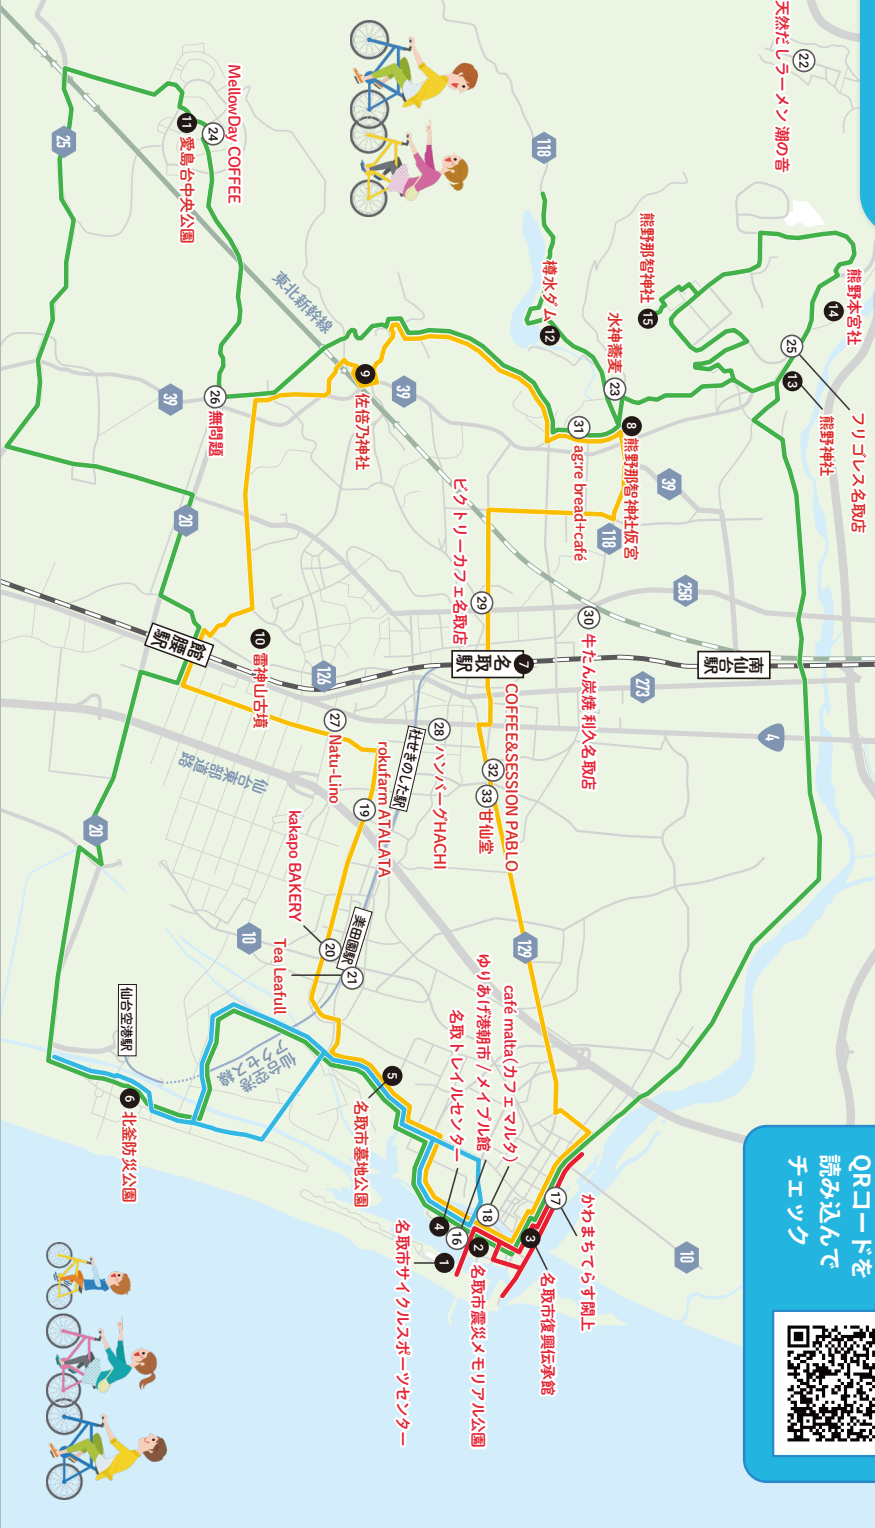 天然だしラーメン 潮の音
22
熊野本宮社
14
25
13
フリゴレス名取店
熊野神社
熊野那智神社
15
118
樽水ダム
12
水神蕎麦
23
MellowDay COFFEE
24
11
愛島台中央公園
25
東北新幹線
39
26
無問題
9
佐倍乃神社
39
31
ag:re bread+café
8
熊野那智神社仮宮
39
118
258
ビクトリーカフェ名取店
29
30
牛たん炭焼 利久名取店
20
館腰駅
10
雷神山古墳
126
7
名取駅
南仙台駅
273
4
COFFEE&SESSION PABLO
32
33
甘仙堂
28
ハンバーグHACHI
杜せきのした駅
27
Natu-Lino
rokufarm ATALATA
19
仙台東部道路
20
kakapo BAKERY
20
美田園駅
21
Tea Leafull
10
129
仙台空港駅
仙台空港アクセス線
6
北釜防災公園
5
名取市墓地公園
café malta(カフェマルタ)
ゆりあげ港朝市 / メイプル館
名取トレイルセンター
4
16
18
2
1
3
17
かわまちてらす閖上
名取市復興伝承館
名取市震災メモリアル公園
名取市サイクルスポーツセンター
10
QRコードを
読み込んで
チェック